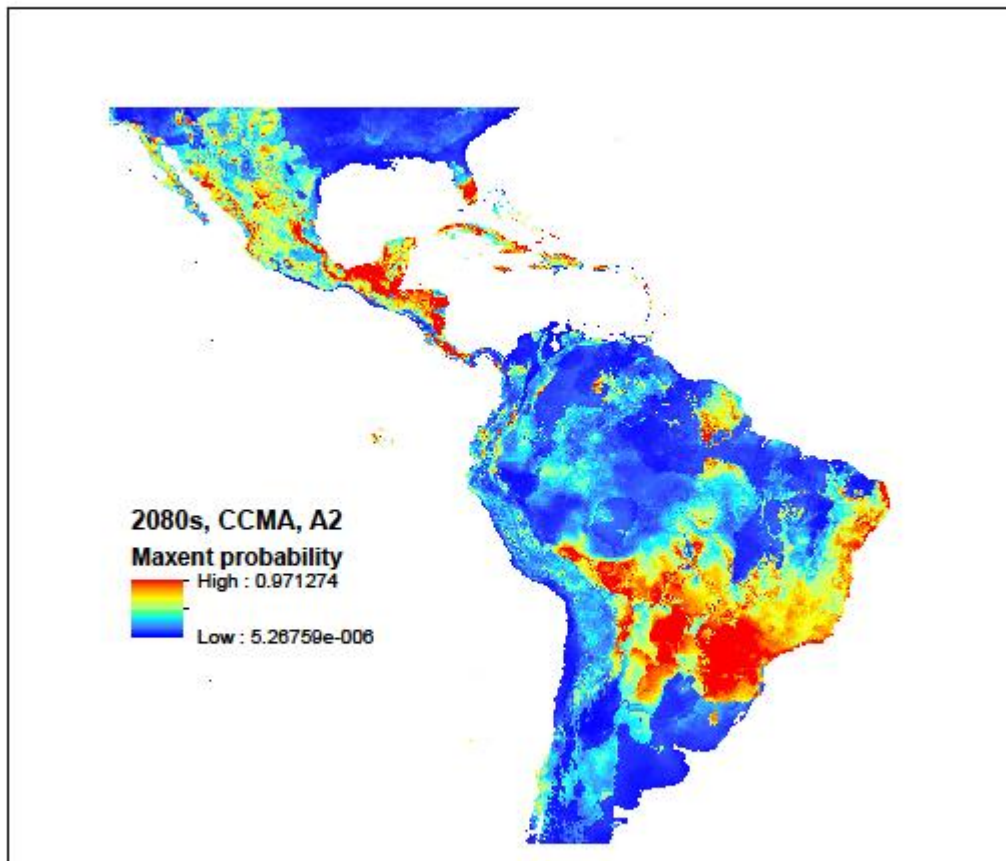 2080s, CCMA, A2
Maxent probability
High : 0.971274
Low : 5.26759e-006